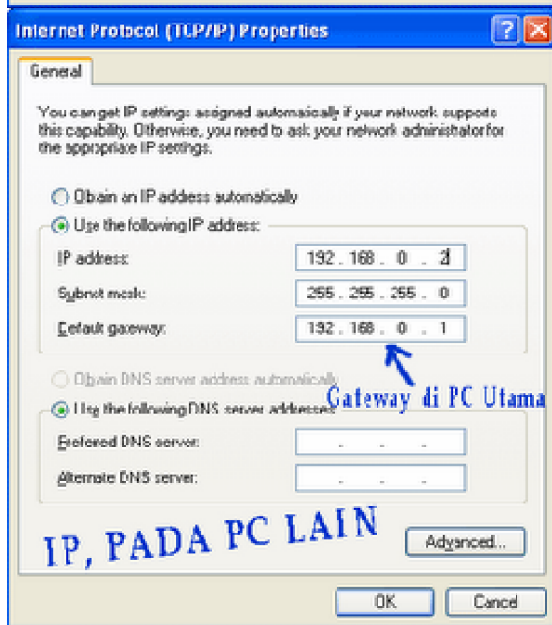 Internet Protocol (TCP/IP) Properties
General
You can get IP settings assigned automatically if your network supports
this capability. Otherwise, you need to ask your network administrator for
the appropriate IP settings.
Obtain an IP address automatically
Use the following IP address:
IP address: 192 . 168 . 0 . 2
Subnet mask: 255 . 255 . 255 . 0
Default gateway: 192 . 168 . 0 . 1
Obtain DNS server address automatically
Gateway di PC Utama
Use the following DNS server addresses:
Preferred DNS server: . . .
Alternate DNS server: . . .
IP, PADA PC LAIN
Advanced...
OK Cancel